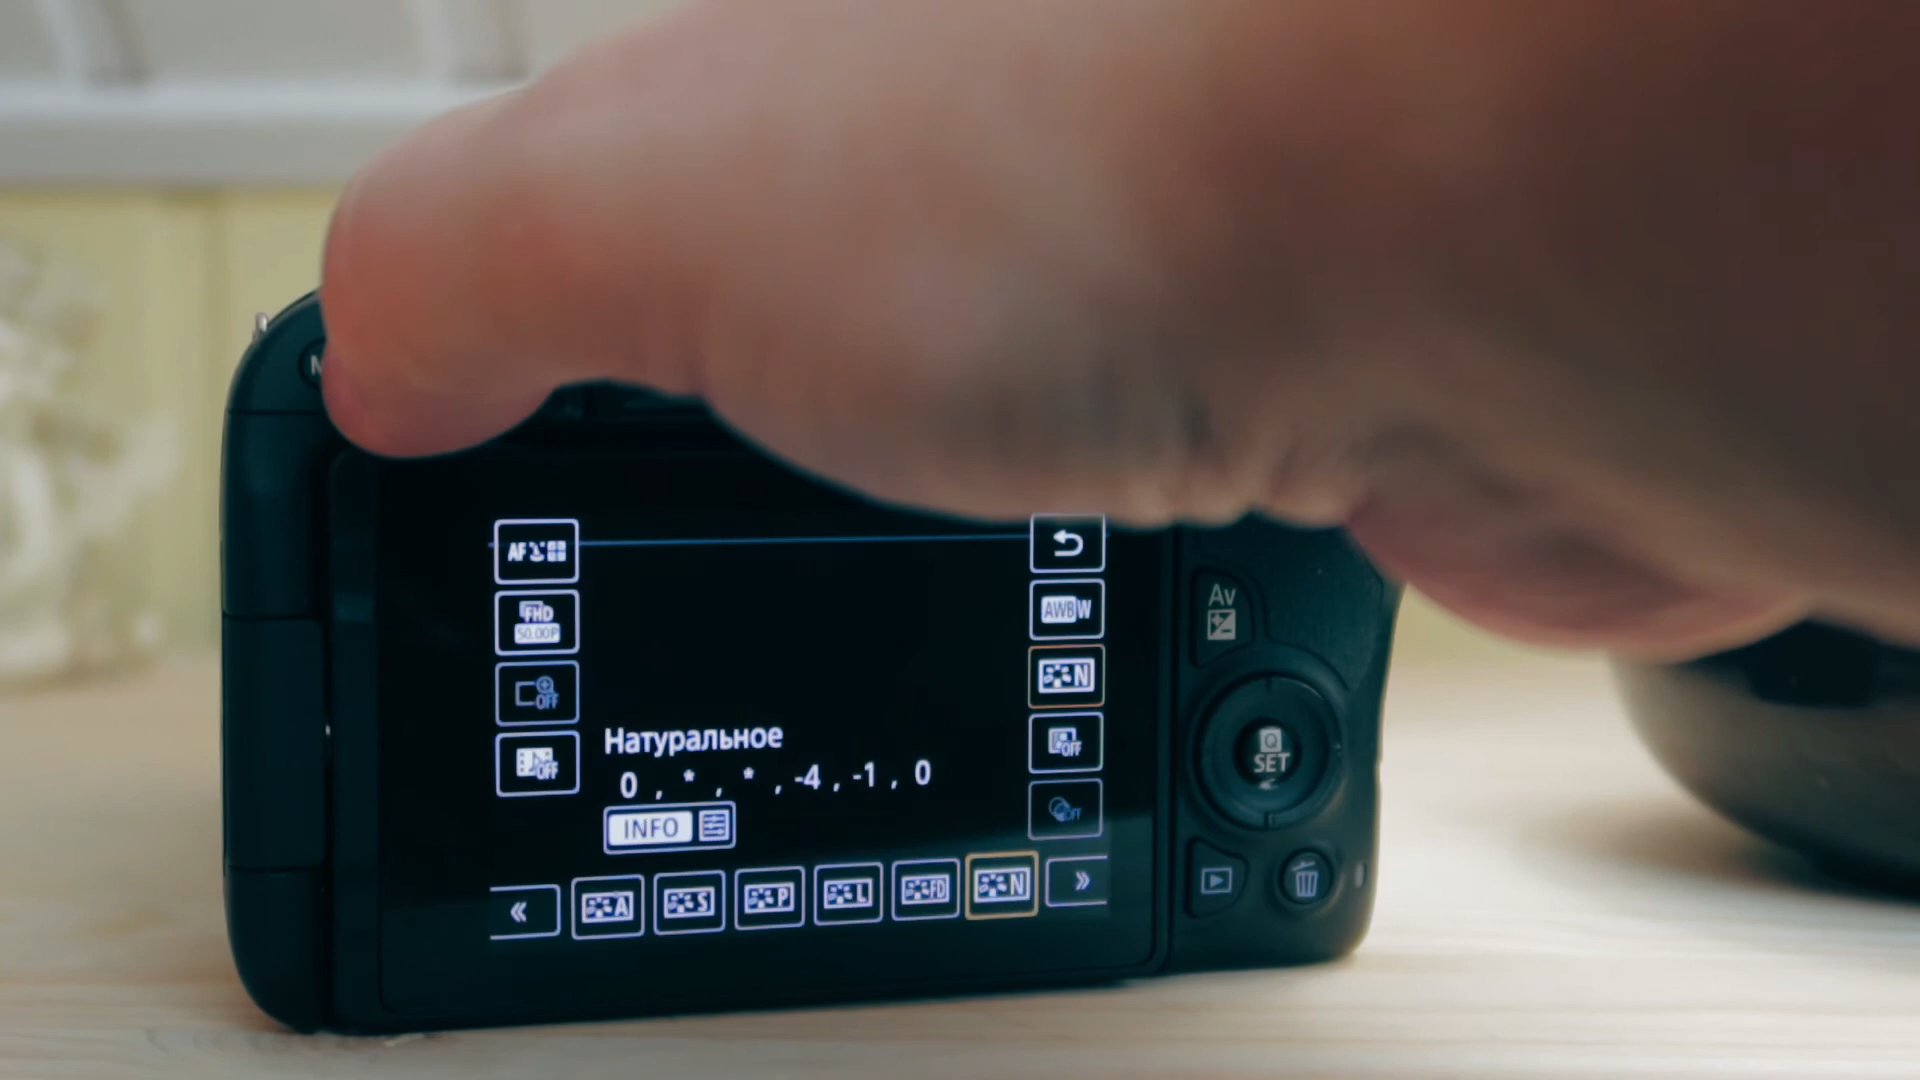 AF
FHD
50.00P
OFF
OFF
Натуральное
0 , * , * , -4 , -1 , 0
INFO
« A S P L FD N »
AWB W
N
OFF
OFF
Av
Q
SET